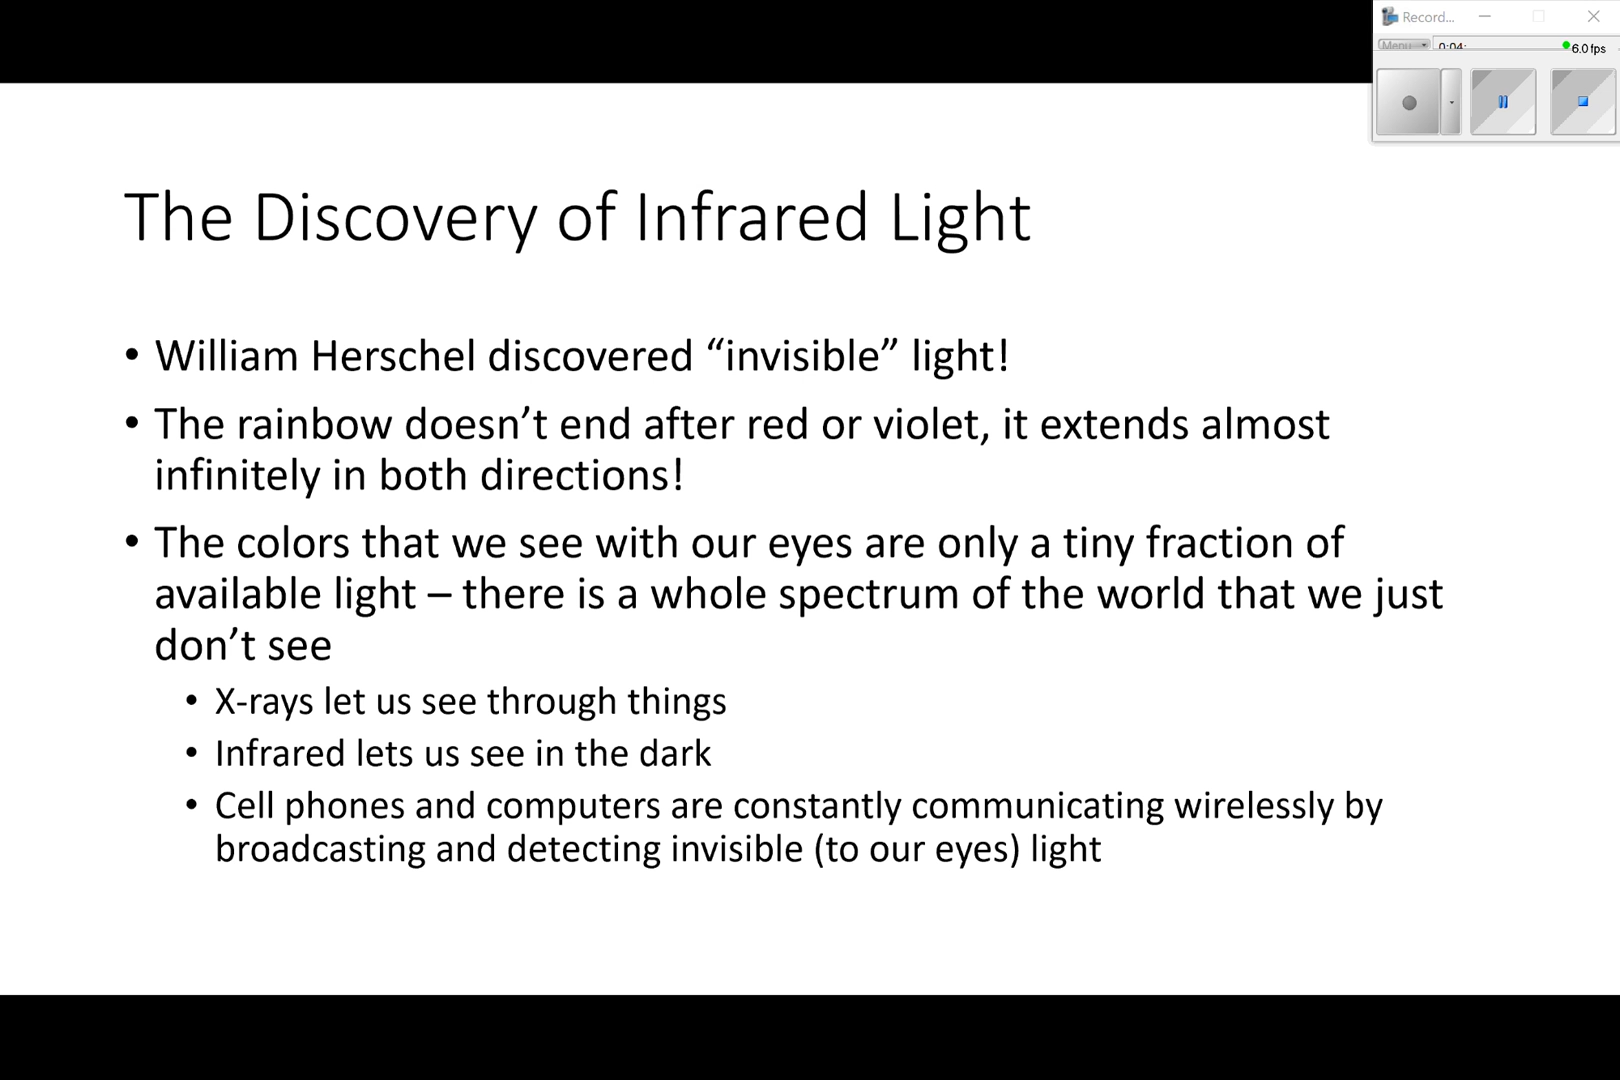 Record...
Menu
0:04:
6.0 fps
The Discovery of Infrared Light
• William Herschel discovered “invisible” light!
• The rainbow doesn’t end after red or violet, it extends almost
infinitely in both directions!
• The colors that we see with our eyes are only a tiny fraction of
available light – there is a whole spectrum of the world that we just
don’t see
• X-rays let us see through things
• Infrared lets us see in the dark
• Cell phones and computers are constantly communicating wirelessly by
broadcasting and detecting invisible (to our eyes) light